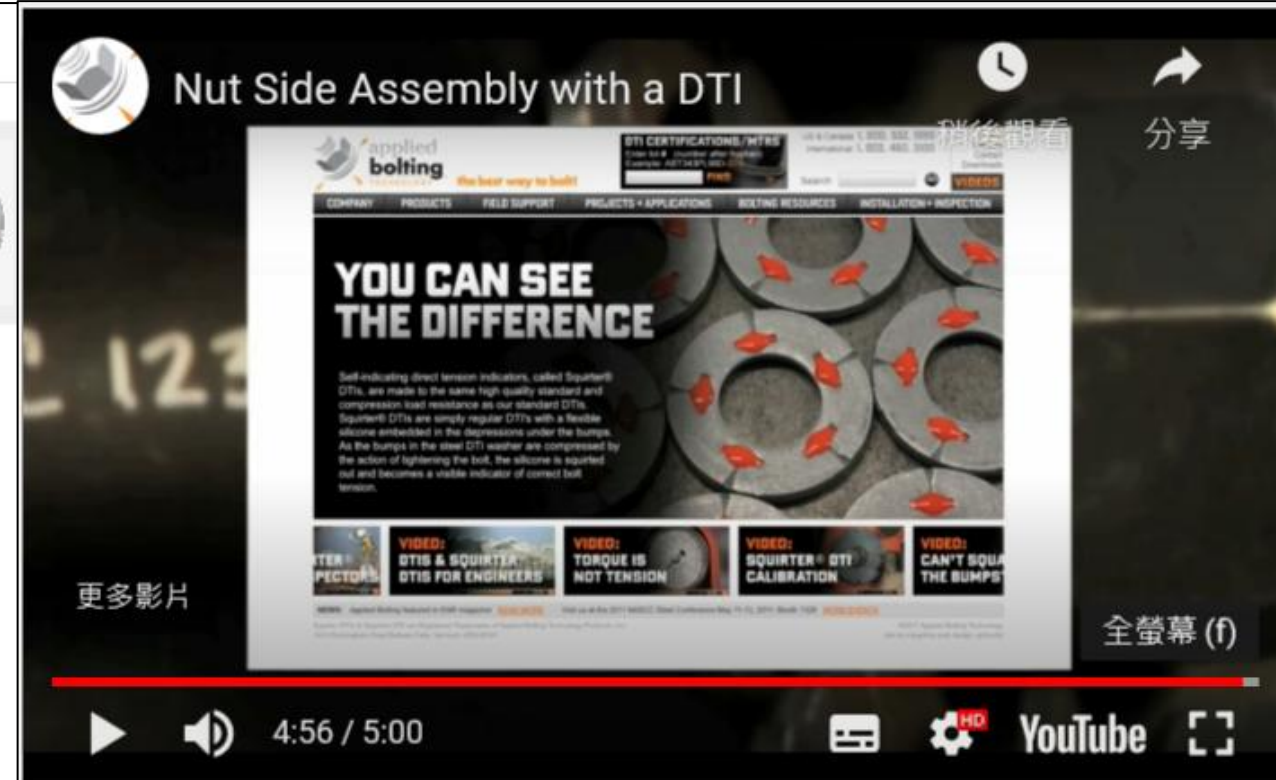 Nut Side Assembly with a DTI
稍後觀看
分享
applied
bolting
TECHNOLOGY
the best way to bolt!
DTI CERTIFICATIONS/MTRS
FIND
Contact
Downloads
Search
VIDEOS
COMPANY PRODUCTS FIELD SUPPORT PROJECTS + APPLICATIONS BOLTING RESOURCES INSTALLATION + INSPECTION
YOU CAN SEE
THE DIFFERENCE
Self-indicating direct tension indicators, called Squirter®
DTIs, are made to the same high quality standard and
compression load resistance as our standard DTIs.
Squirter® DTIs are simply regular DTI's with a flexible
silicone embedded in the depressions under the bumps.
As the bumps in the steel DTI washer are compressed by
the action of tightening the bolt, the silicone is squirted
out and becomes a visible indicator of correct bolt
tension.
RTER®
PECTORS
VIDEO:
DTIS & SQUIRTER®
DTIS FOR ENGINEERS
VIDEO:
TORQUE IS
NOT TENSION
VIDEO:
SQUIRTER® DTI
CALIBRATION
VIDEO:
CAN'T SQUA
THE BUMPS
123
更多影片
全螢幕 (f)
4:56 / 5:00
HD
YouTube